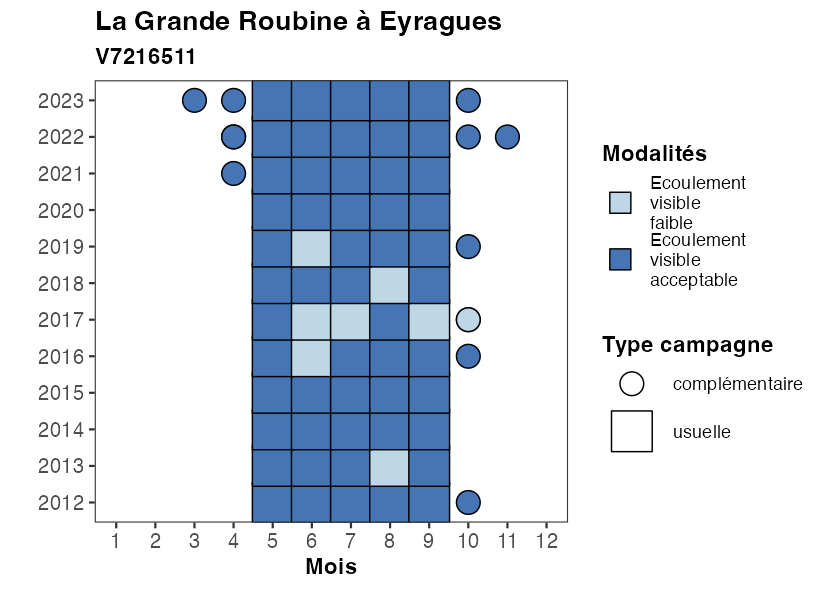 La Grande Roubine à Eyragues
V7216511
2023
2022
2021
2020
2019
2018
2017
2016
2015
2014
2013
2012
1 2 3 4 5 6 7 8 9 10 11 12
Mois
Modalités
Ecoulement
visible
faible
Ecoulement
visible
acceptable
Type campagne
complémentaire
usuelle